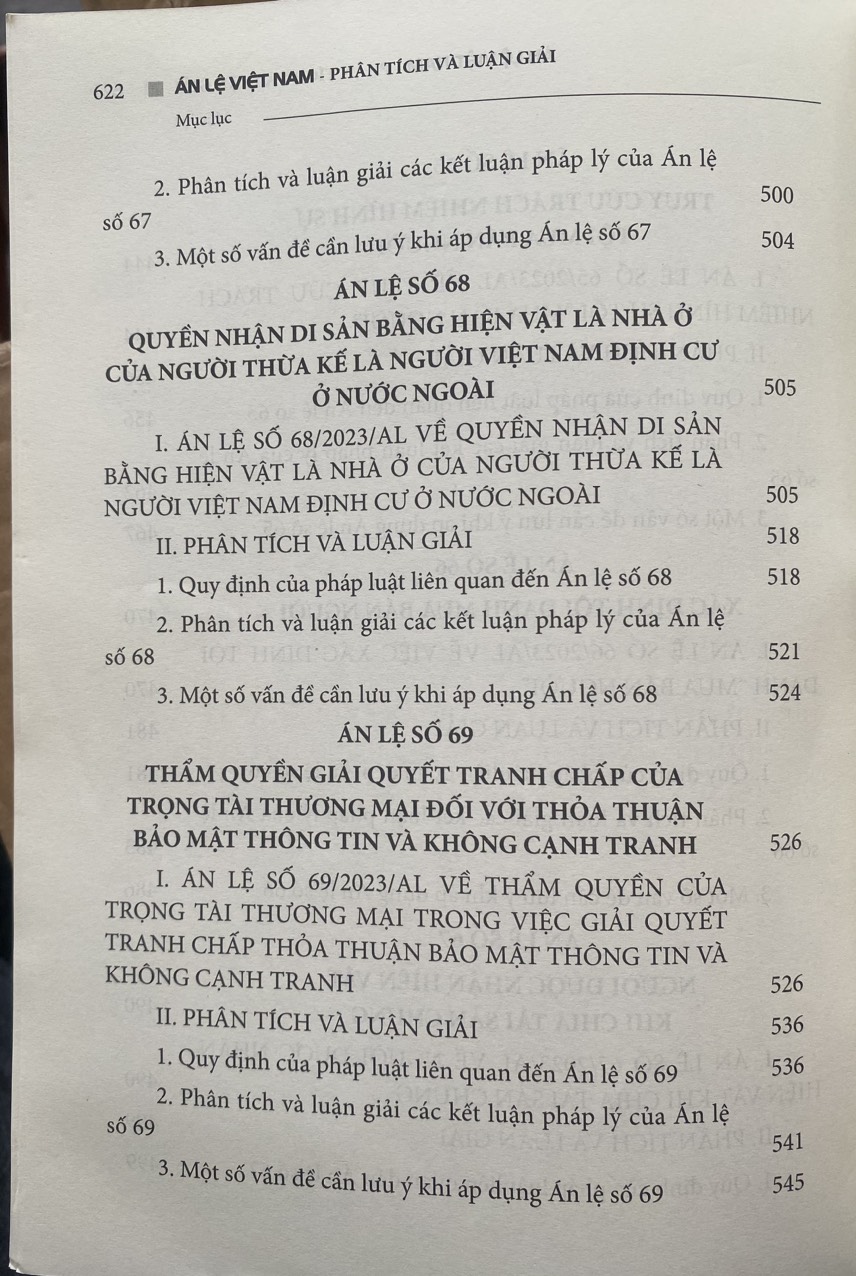 622 ÁN LỆ VIỆT NAM - PHÂN TÍCH VÀ LUẬN GIẢI
Mục lục
2. Phân tích và luận giải các kết luận pháp lý của Án lệ
số 67 500
3. Một số vấn đề cần lưu ý khi áp dụng Án lệ số 67 504
ÁN LỆ SỐ 68
QUYỀN NHẬN DI SẢN BẰNG HIỆN VẬT LÀ NHÀ Ở
CỦA NGƯỜI THỪA KẾ LÀ NGƯỜI VIỆT NAM ĐỊNH CƯ
Ở NƯỚC NGOÀI 505
I. ÁN LỆ SỐ 68/2023/AL VỀ QUYỀN NHẬN DI SẢN
BẰNG HIỆN VẬT LÀ NHÀ Ở CỦA NGƯỜI THỪA KẾ LÀ
NGƯỜI VIỆT NAM ĐỊNH CƯ Ở NƯỚC NGOÀI 505
II. PHÂN TÍCH VÀ LUẬN GIẢI 518
1. Quy định của pháp luật liên quan đến Án lệ số 68 518
2. Phân tích và luận giải các kết luận pháp lý của Án lệ
số 68 521
3. Một số vấn đề cần lưu ý khi áp dụng Án lệ số 68 524
ÁN LỆ SỐ 69
THẨM QUYỀN GIẢI QUYẾT TRANH CHẤP CỦA
TRỌNG TÀI THƯƠNG MẠI ĐỐI VỚI THỎA THUẬN
BẢO MẬT THÔNG TIN VÀ KHÔNG CẠNH TRANH 526
I. ÁN LỆ SỐ 69/2023/AL VỀ THẨM QUYỀN CỦA
TRỌNG TÀI THƯƠNG MẠI TRONG VIỆC GIẢI QUYẾT
TRANH CHẤP THỎA THUẬN BẢO MẬT THÔNG TIN VÀ
KHÔNG CẠNH TRANH 526
II. PHÂN TÍCH VÀ LUẬN GIẢI 536
1. Quy định của pháp luật liên quan đến Án lệ số 69 536
2. Phân tích và luận giải các kết luận pháp lý của Án lệ
số 69 541
3. Một số vấn đề cần lưu ý khi áp dụng Án lệ số 69 545